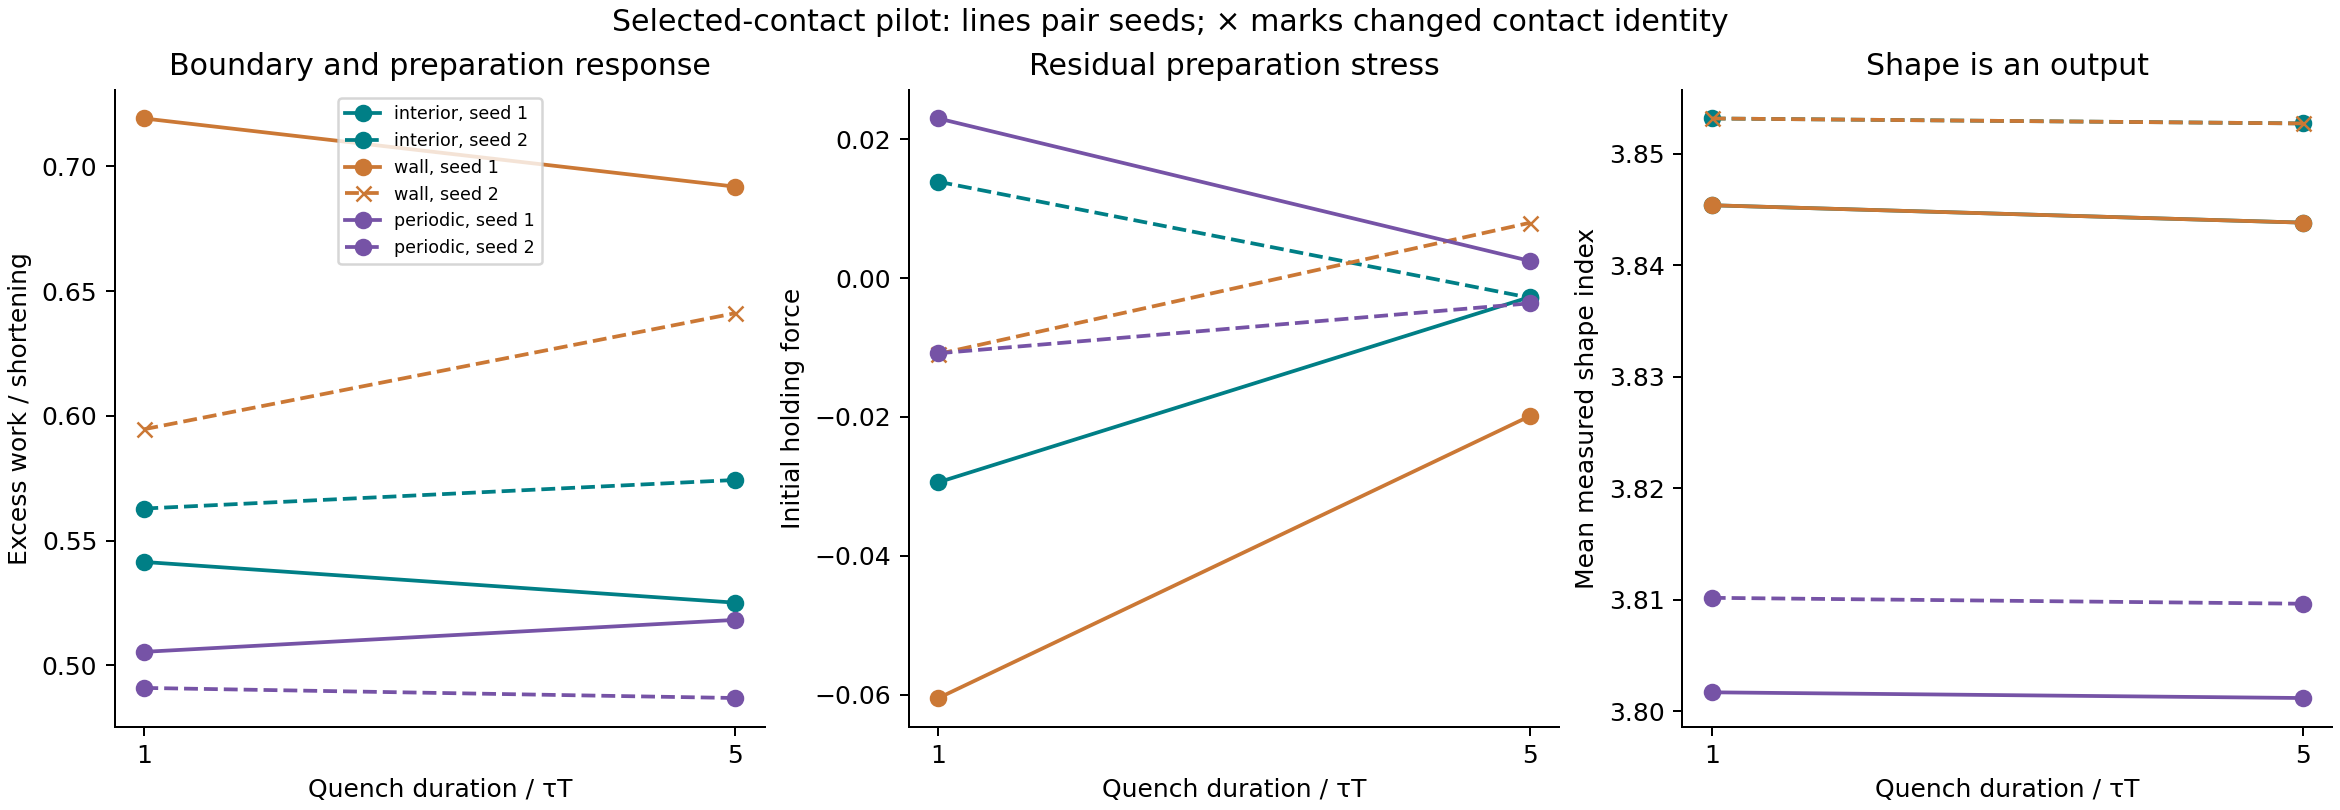 Selected-contact pilot: lines pair seeds; × marks changed contact identity
Boundary and preparation response
Excess work / shortening
0.70
0.65
0.60
0.55
0.50
interior, seed 1
interior, seed 2
wall, seed 1
wall, seed 2
periodic, seed 1
periodic, seed 2
1
5
Quench duration / τT
Residual preparation stress
Initial holding force
0.02
0.00
−0.02
−0.04
−0.06
1
5
Quench duration / τT
Shape is an output
Mean measured shape index
3.85
3.84
3.83
3.82
3.81
3.80
1
5
Quench duration / τT